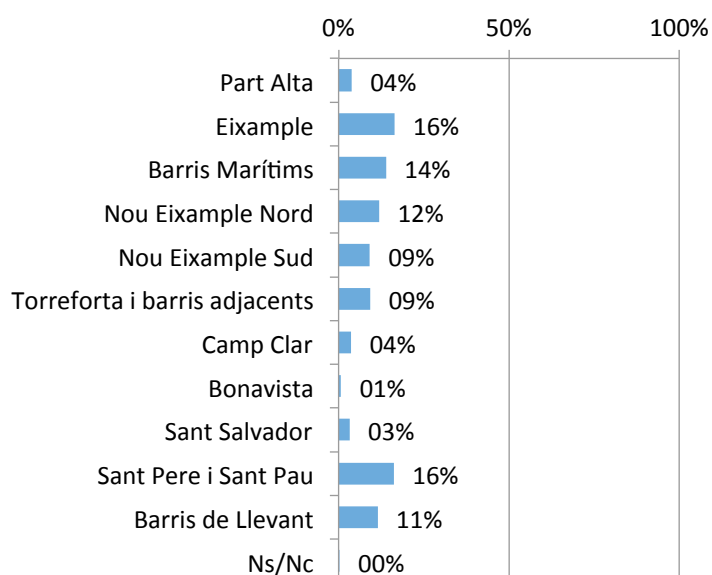 0% 50% 100%
Part Alta 04%
Eixample 16%
Barris Marítims 14%
Nou Eixample Nord 12%
Nou Eixample Sud 09%
Torreforta i barris adjacents 09%
Camp Clar 04%
Bonavista 01%
Sant Salvador 03%
Sant Pere i Sant Pau 16%
Barris de Llevant 11%
Ns/Nc 00%